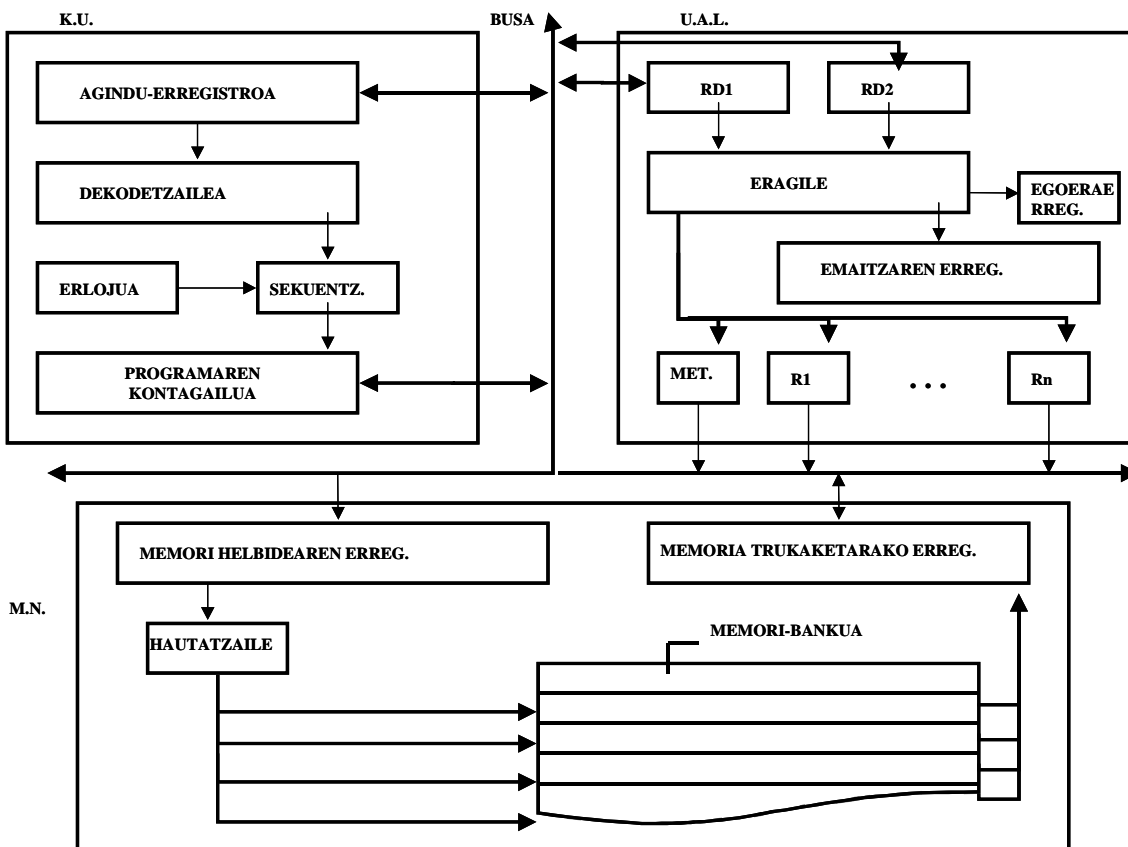 K.U.
BUSA
U.A.L.
AGINDU-ERREGISTROA
DEKODETZAILEA
ERLOJUA
SEKUENTZ.
PROGRAMAREN
KONTAGAILUA
RD1
RD2
ERAGILE
EGOERAE
RREG.
EMAITZAREN ERREG.
MET.
R1
...
Rn
M.N.
MEMORI HELBIDEAREN ERREG.
MEMORIA TRUKAKETARAKO ERREG.
HAUTATZAILE
MEMORI-BANKUA